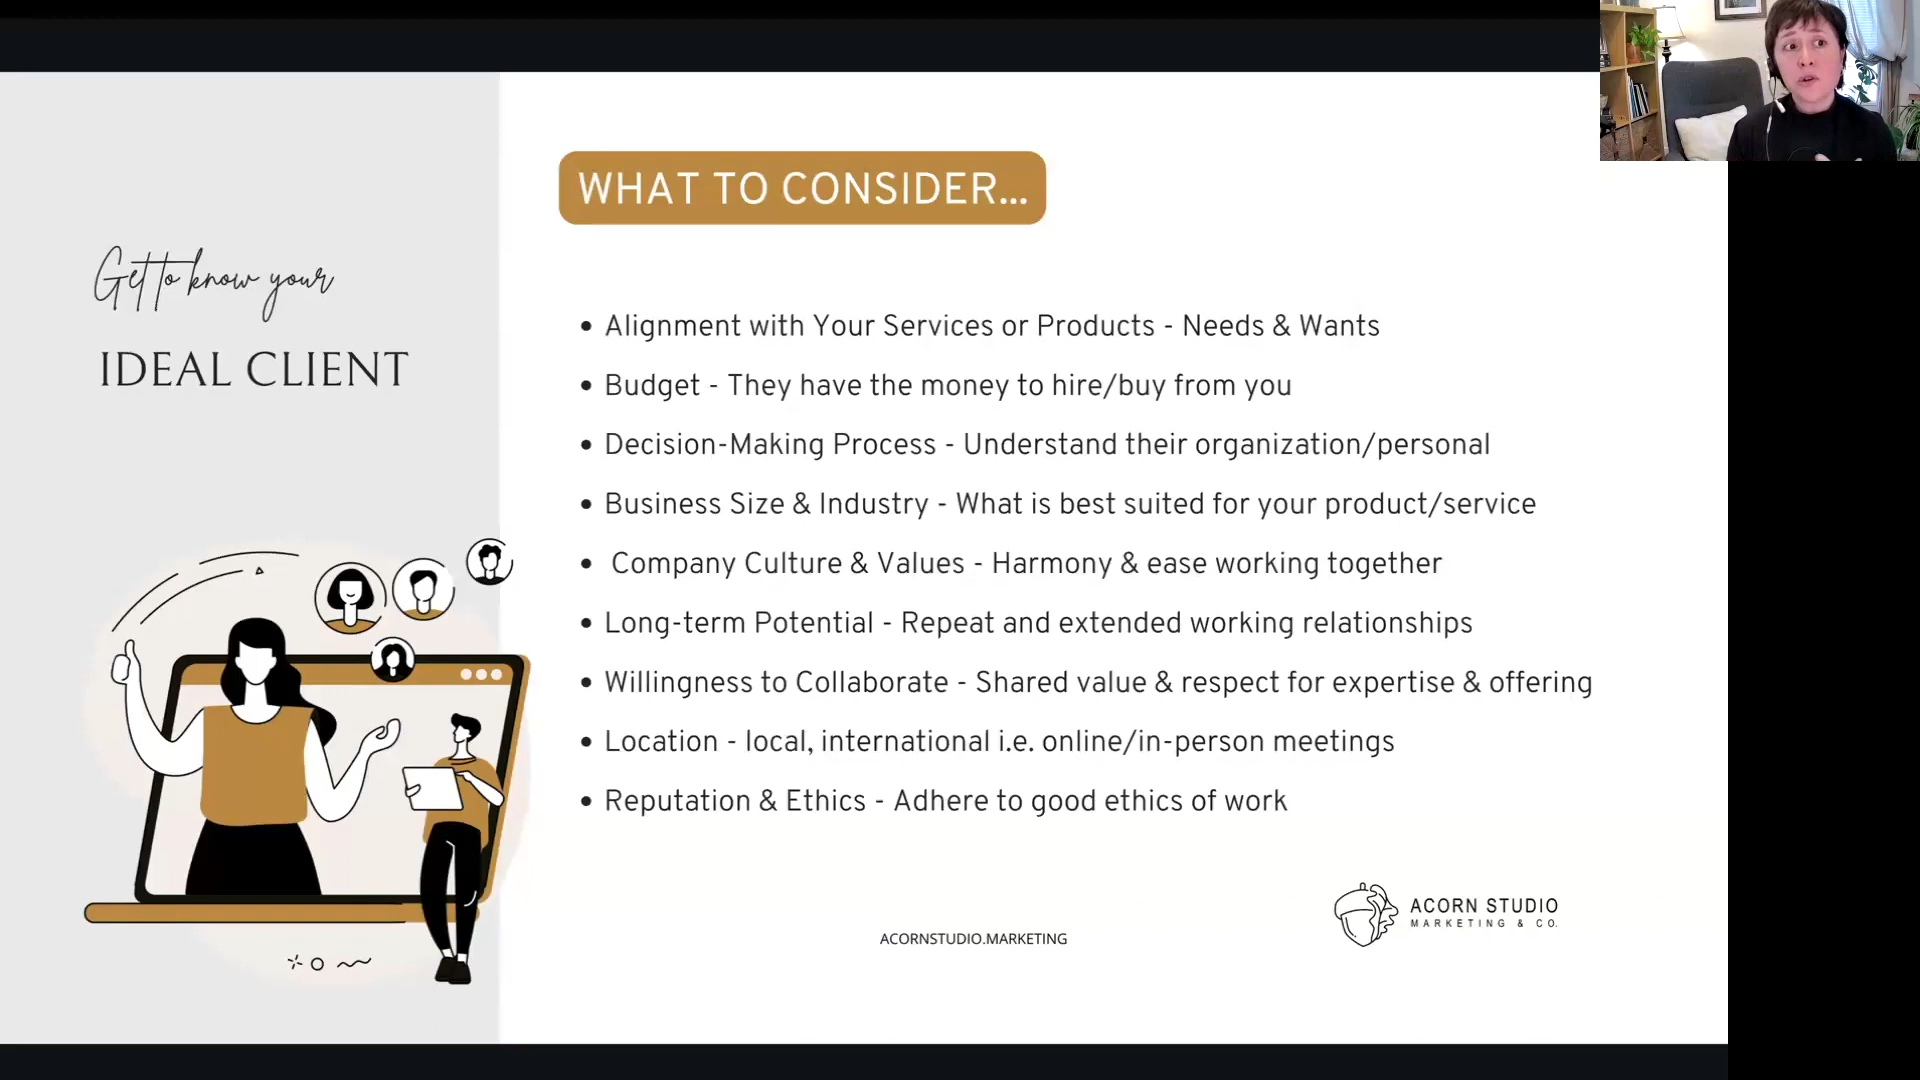 Get to know your
IDEAL CLIENT
WHAT TO CONSIDER...
• Alignment with Your Services or Products - Needs & Wants
• Budget - They have the money to hire/buy from you
• Decision-Making Process - Understand their organization/personal
• Business Size & Industry - What is best suited for your product/service
• Company Culture & Values - Harmony & ease working together
• Long-term Potential - Repeat and extended working relationships
• Willingness to Collaborate - Shared value & respect for expertise & offering
• Location - local, international i.e. online/in-person meetings
• Reputation & Ethics - Adhere to good ethics of work
ACORN STUDIO
MARKETING & CO.
ACORNSTUDIO.MARKETING